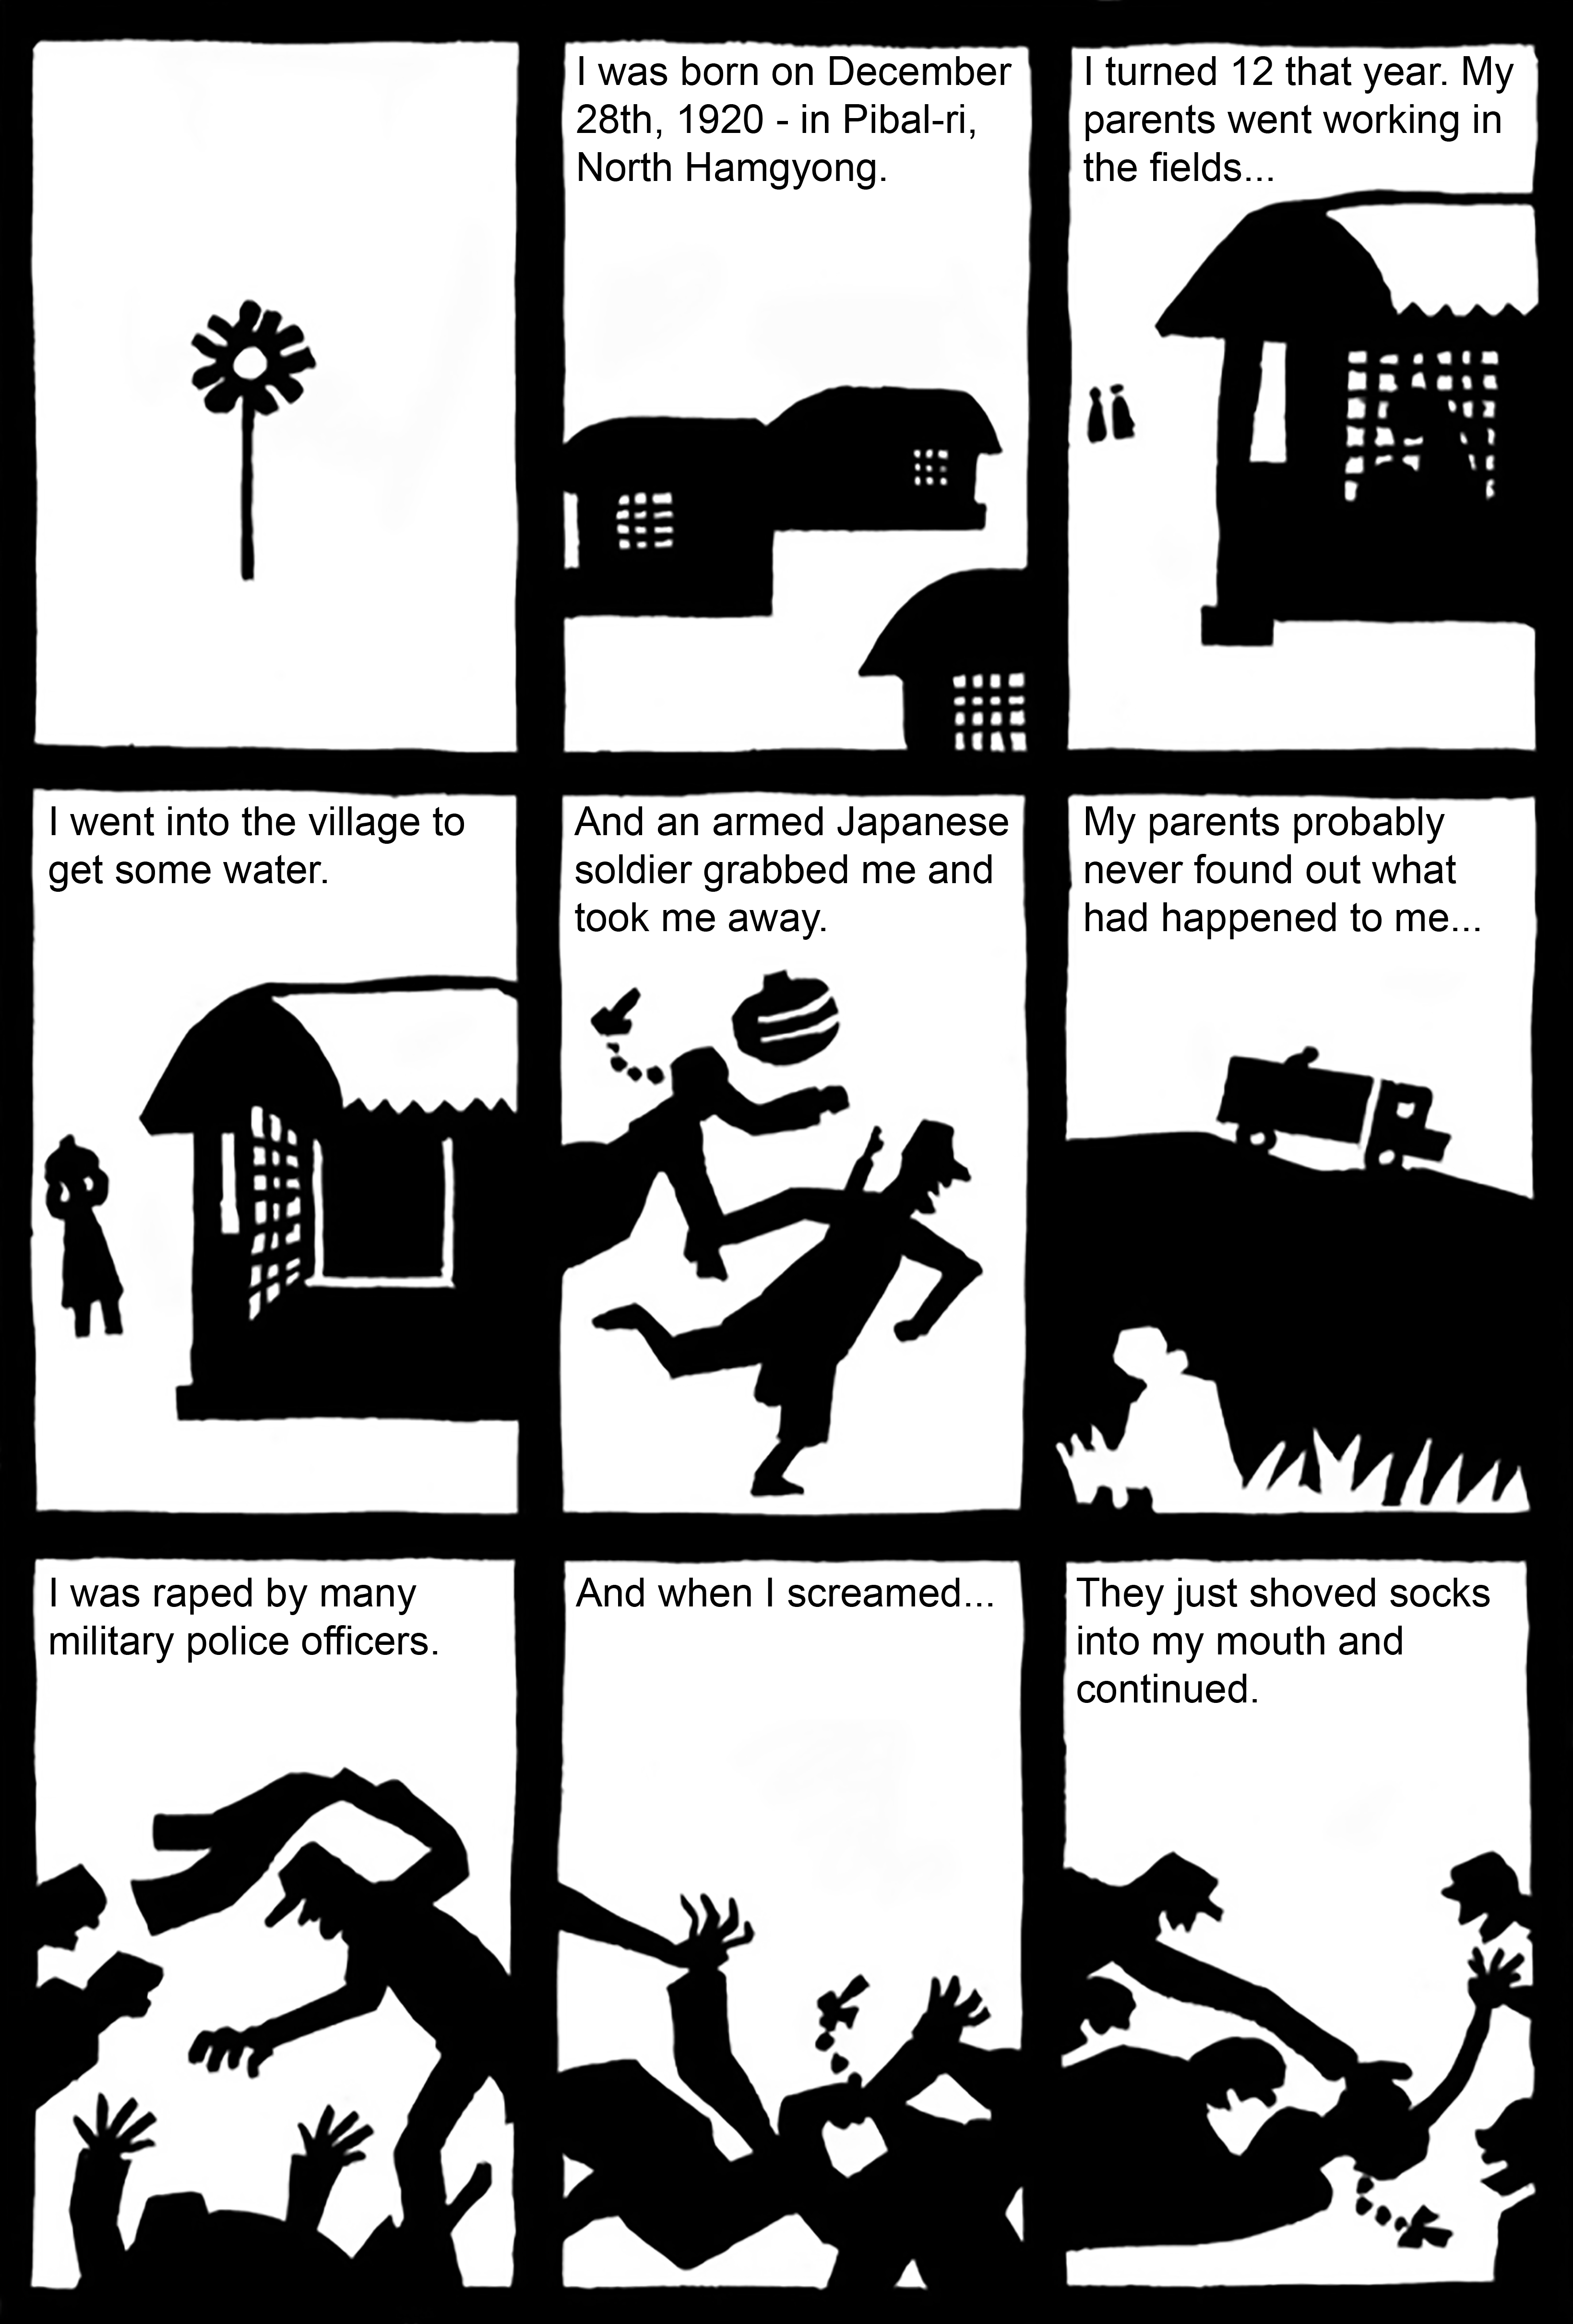 I was born on December
28th, 1920 - in Pibal-ri,
North Hamgyong.
I turned 12 that year. My
parents went working in
the fields...
I went into the village to
get some water.
And an armed Japanese
soldier grabbed me and
took me away.
My parents probably
never found out what
had happened to me...
I was raped by many
military police officers.
And when I screamed...
They just shoved socks
into my mouth and
continued.